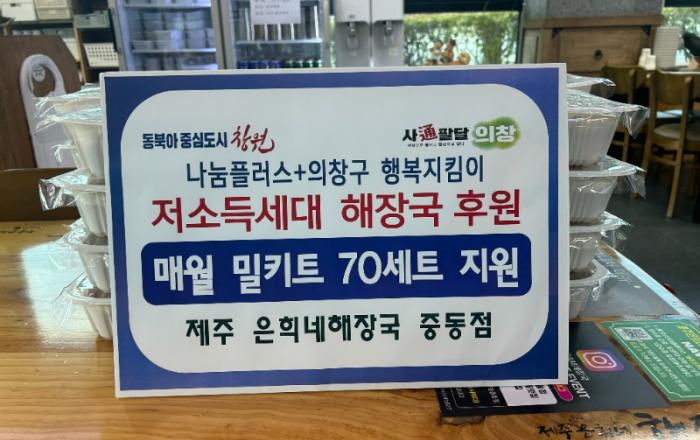 동북아 중심도시 창원
사通팔달 의창
나눔플러스+의창구 행복지킴이
저소득세대 해장국 후원
매월 밀키트 70세트 지원
제주 은희네해장국 중동점